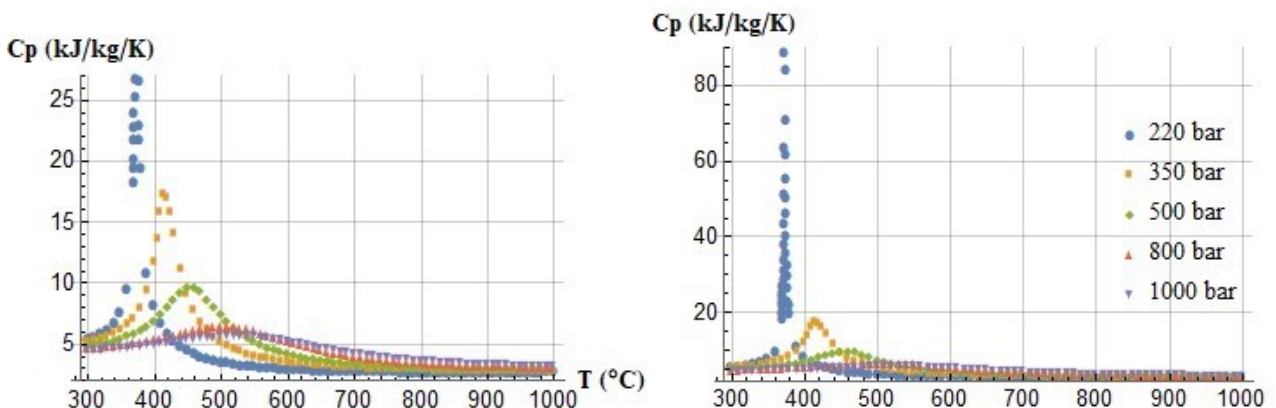 Cp (kJ/kg/K)
25
20
15
10
5
300 400 500 600 700 800 900 1000 T (°C)
Cp (kJ/kg/K)
80
60
40
20
300 400 500 600 700 800 900 1000
220 bar
350 bar
500 bar
800 bar
1000 bar